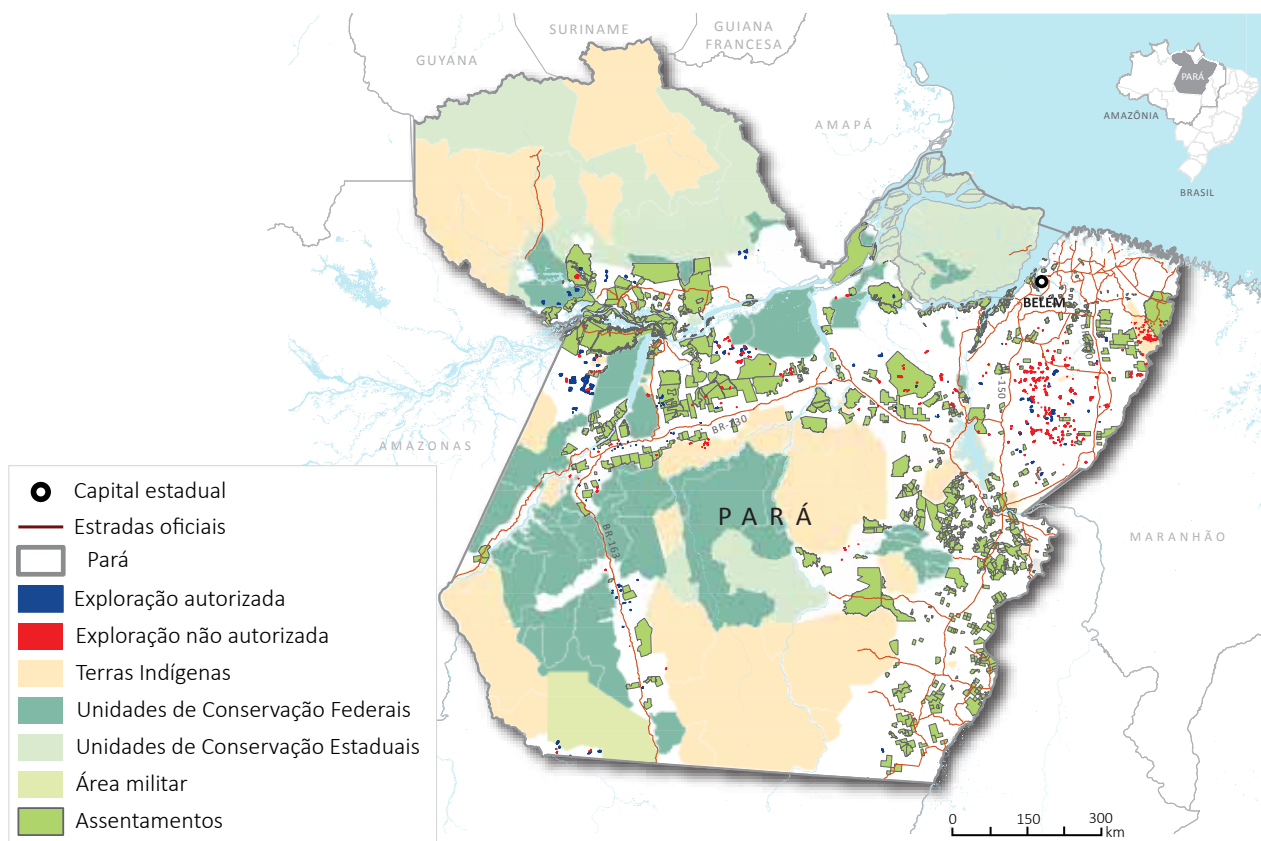 SURINAME
GUIANA
FRANCESA
GUYANA
AMAPÁ
PARÁ
AMAZÔNIA
BRASIL
BELÉM
BR-163
BR-230
150
AMAZONAS
PARÁ
MARANHÃO
Capital estadual
Estradas oficiais
Pará
Exploração autorizada
Exploração não autorizada
Terras Indígenas
Unidades de Conservação Federais
Unidades de Conservação Estaduais
Área militar
Assentamentos
0 150 300
km